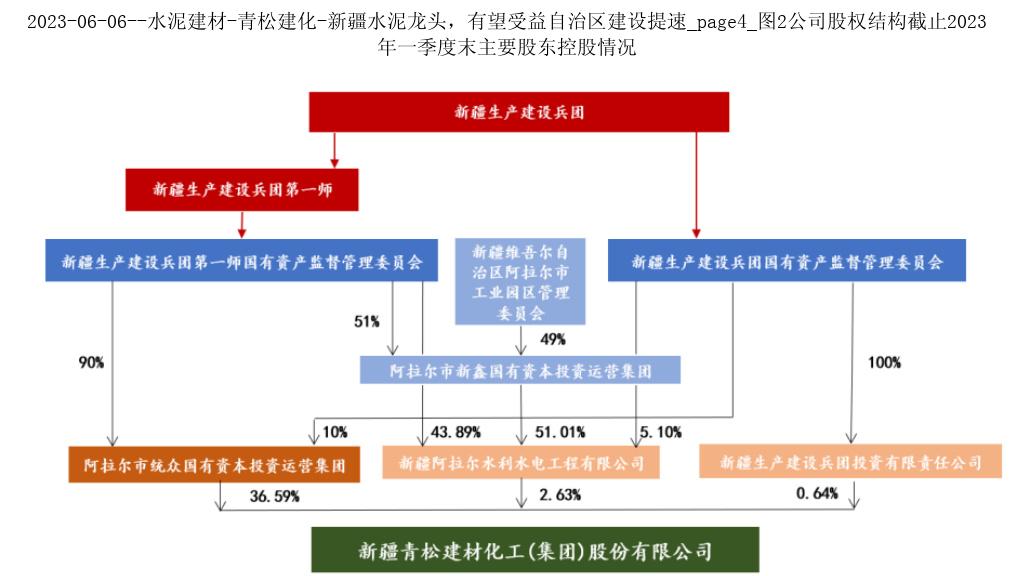 2023-06-06--水泥建材-青松建化-新疆水泥龙头，有望受益自治区建设提速_page4_图2公司股权结构截止2023
年一季度末主要股东控股情况
新疆生产建设兵团
新疆生产建设兵团第一师
新疆生产建设兵团第一师国有资产监督管理委员会
新疆维吾尔自
治区阿拉尔市
工业园区管理
委员会
新疆生产建设兵团国有资产监督管理委员会
51%
49%
90%
100%
阿拉尔市新鑫国有资本投资运营集团
10%
43.89%
51.01%
5.10%
阿拉尔市统众国有资本投资运营集团
新疆阿拉尔水利水电工程有限公司
新疆生产建设兵团投资有限责任公司
36.59%
2.63%
0.64%
新疆青松建材化工(集团)股份有限公司